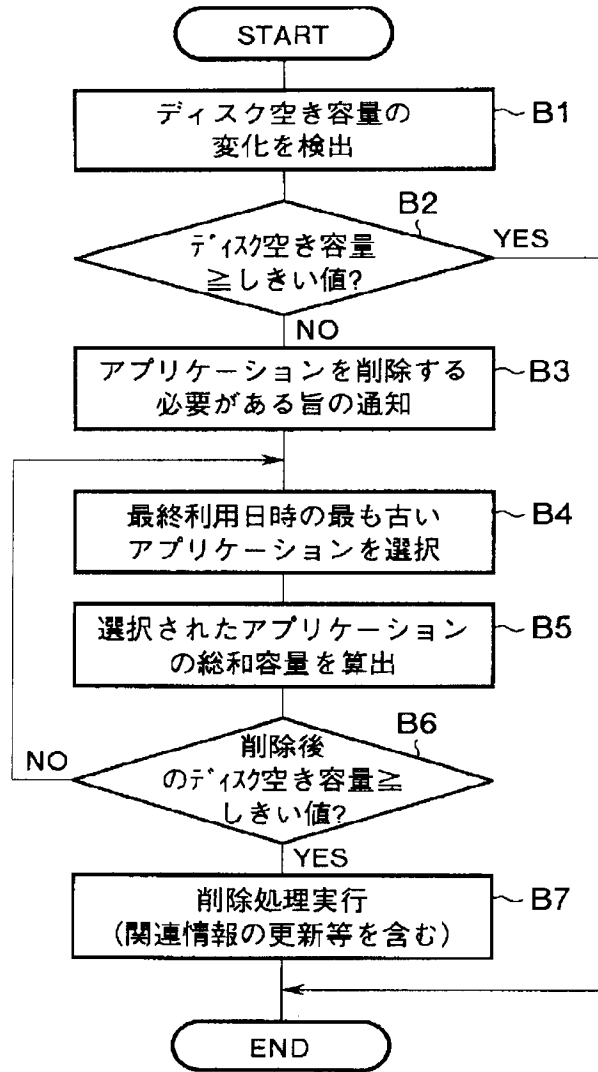 START
ディスク空き容量の
変化を検出
B1
B2
ﾃﾞｨｽｸ空き容量
≧しきい値?
YES
NO
アプリケーションを削除する
必要がある旨の通知
B3
最終利用日時の最も古い
アプリケーションを選択
B4
選択されたアプリケーション
の総和容量を算出
B5
B6
削除後
のﾃﾞｨｽｸ空き容量≧
しきい値?
NO
YES
削除処理実行
(関連情報の更新等を含む)
B7
END